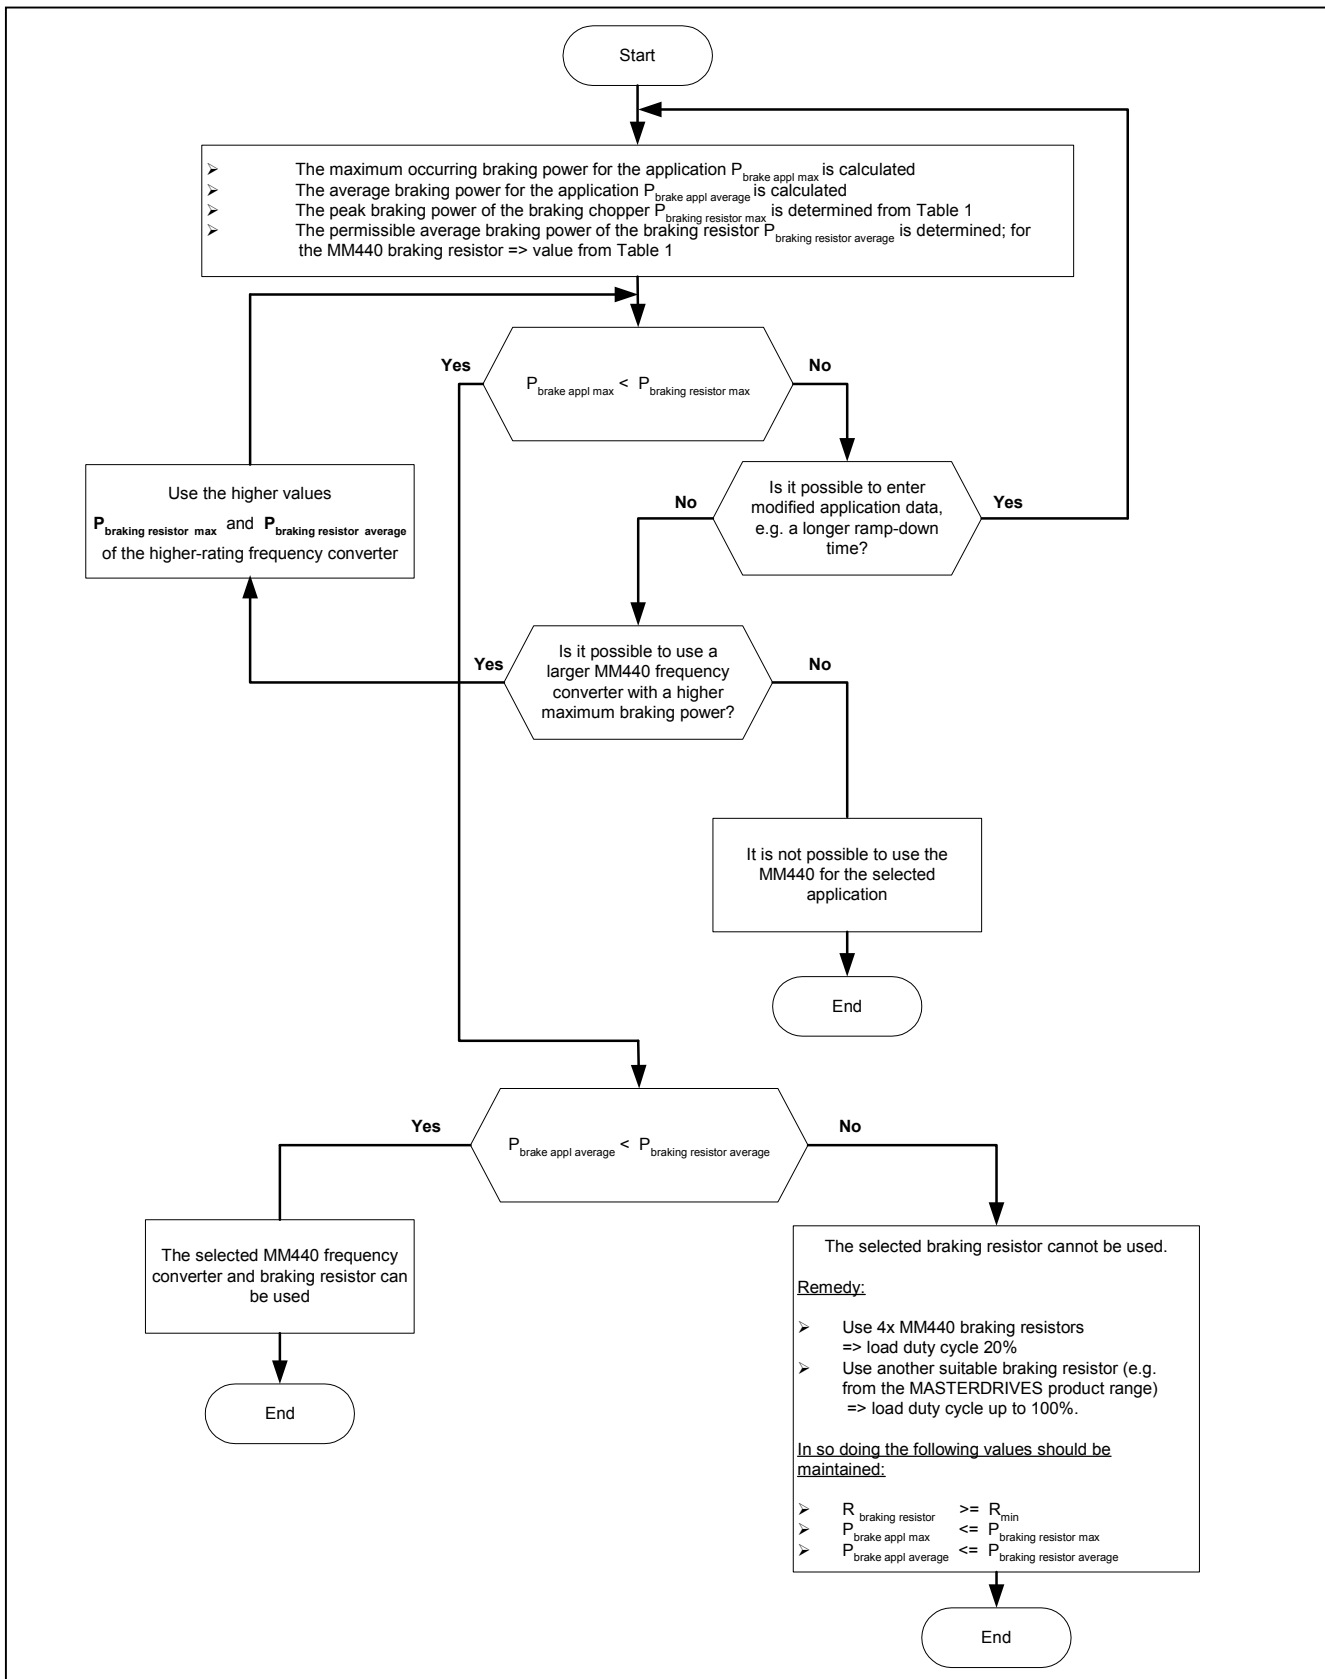 Start
➢ The maximum occurring braking power for the application P brake appl max is calculated
➢ The average braking power for the application P brake appl average is calculated
➢ The peak braking power of the braking chopper P braking resistor max is determined from Table 1
➢ The permissible average braking power of the braking resistor P braking resistor average is determined; for
the MM440 braking resistor => value from Table 1
Yes
No
P brake appl max < P braking resistor max
Use the higher values
P braking resistor max and P braking resistor average
of the higher-rating frequency converter
No
Is it possible to enter
modified application data,
e.g. a longer ramp-down
time?
Yes
Yes
Is it possible to use a
larger MM440 frequency
converter with a higher
maximum braking power?
No
It is not possible to use the
MM440 for the selected
application
End
Yes
P brake appl average < P braking resistor average
No
The selected MM440 frequency
converter and braking resistor can
be used
End
The selected braking resistor cannot be used.
Remedy:
➢ Use 4x MM440 braking resistors
=> load duty cycle 20%
➢ Use another suitable braking resistor (e.g.
from the MASTERDRIVES product range)
=> load duty cycle up to 100%.
In so doing the following values should be
maintained:
➢ R braking resistor >= R min
➢ P brake appl max <= P braking resistor max
➢ P brake appl average <= P braking resistor average
End